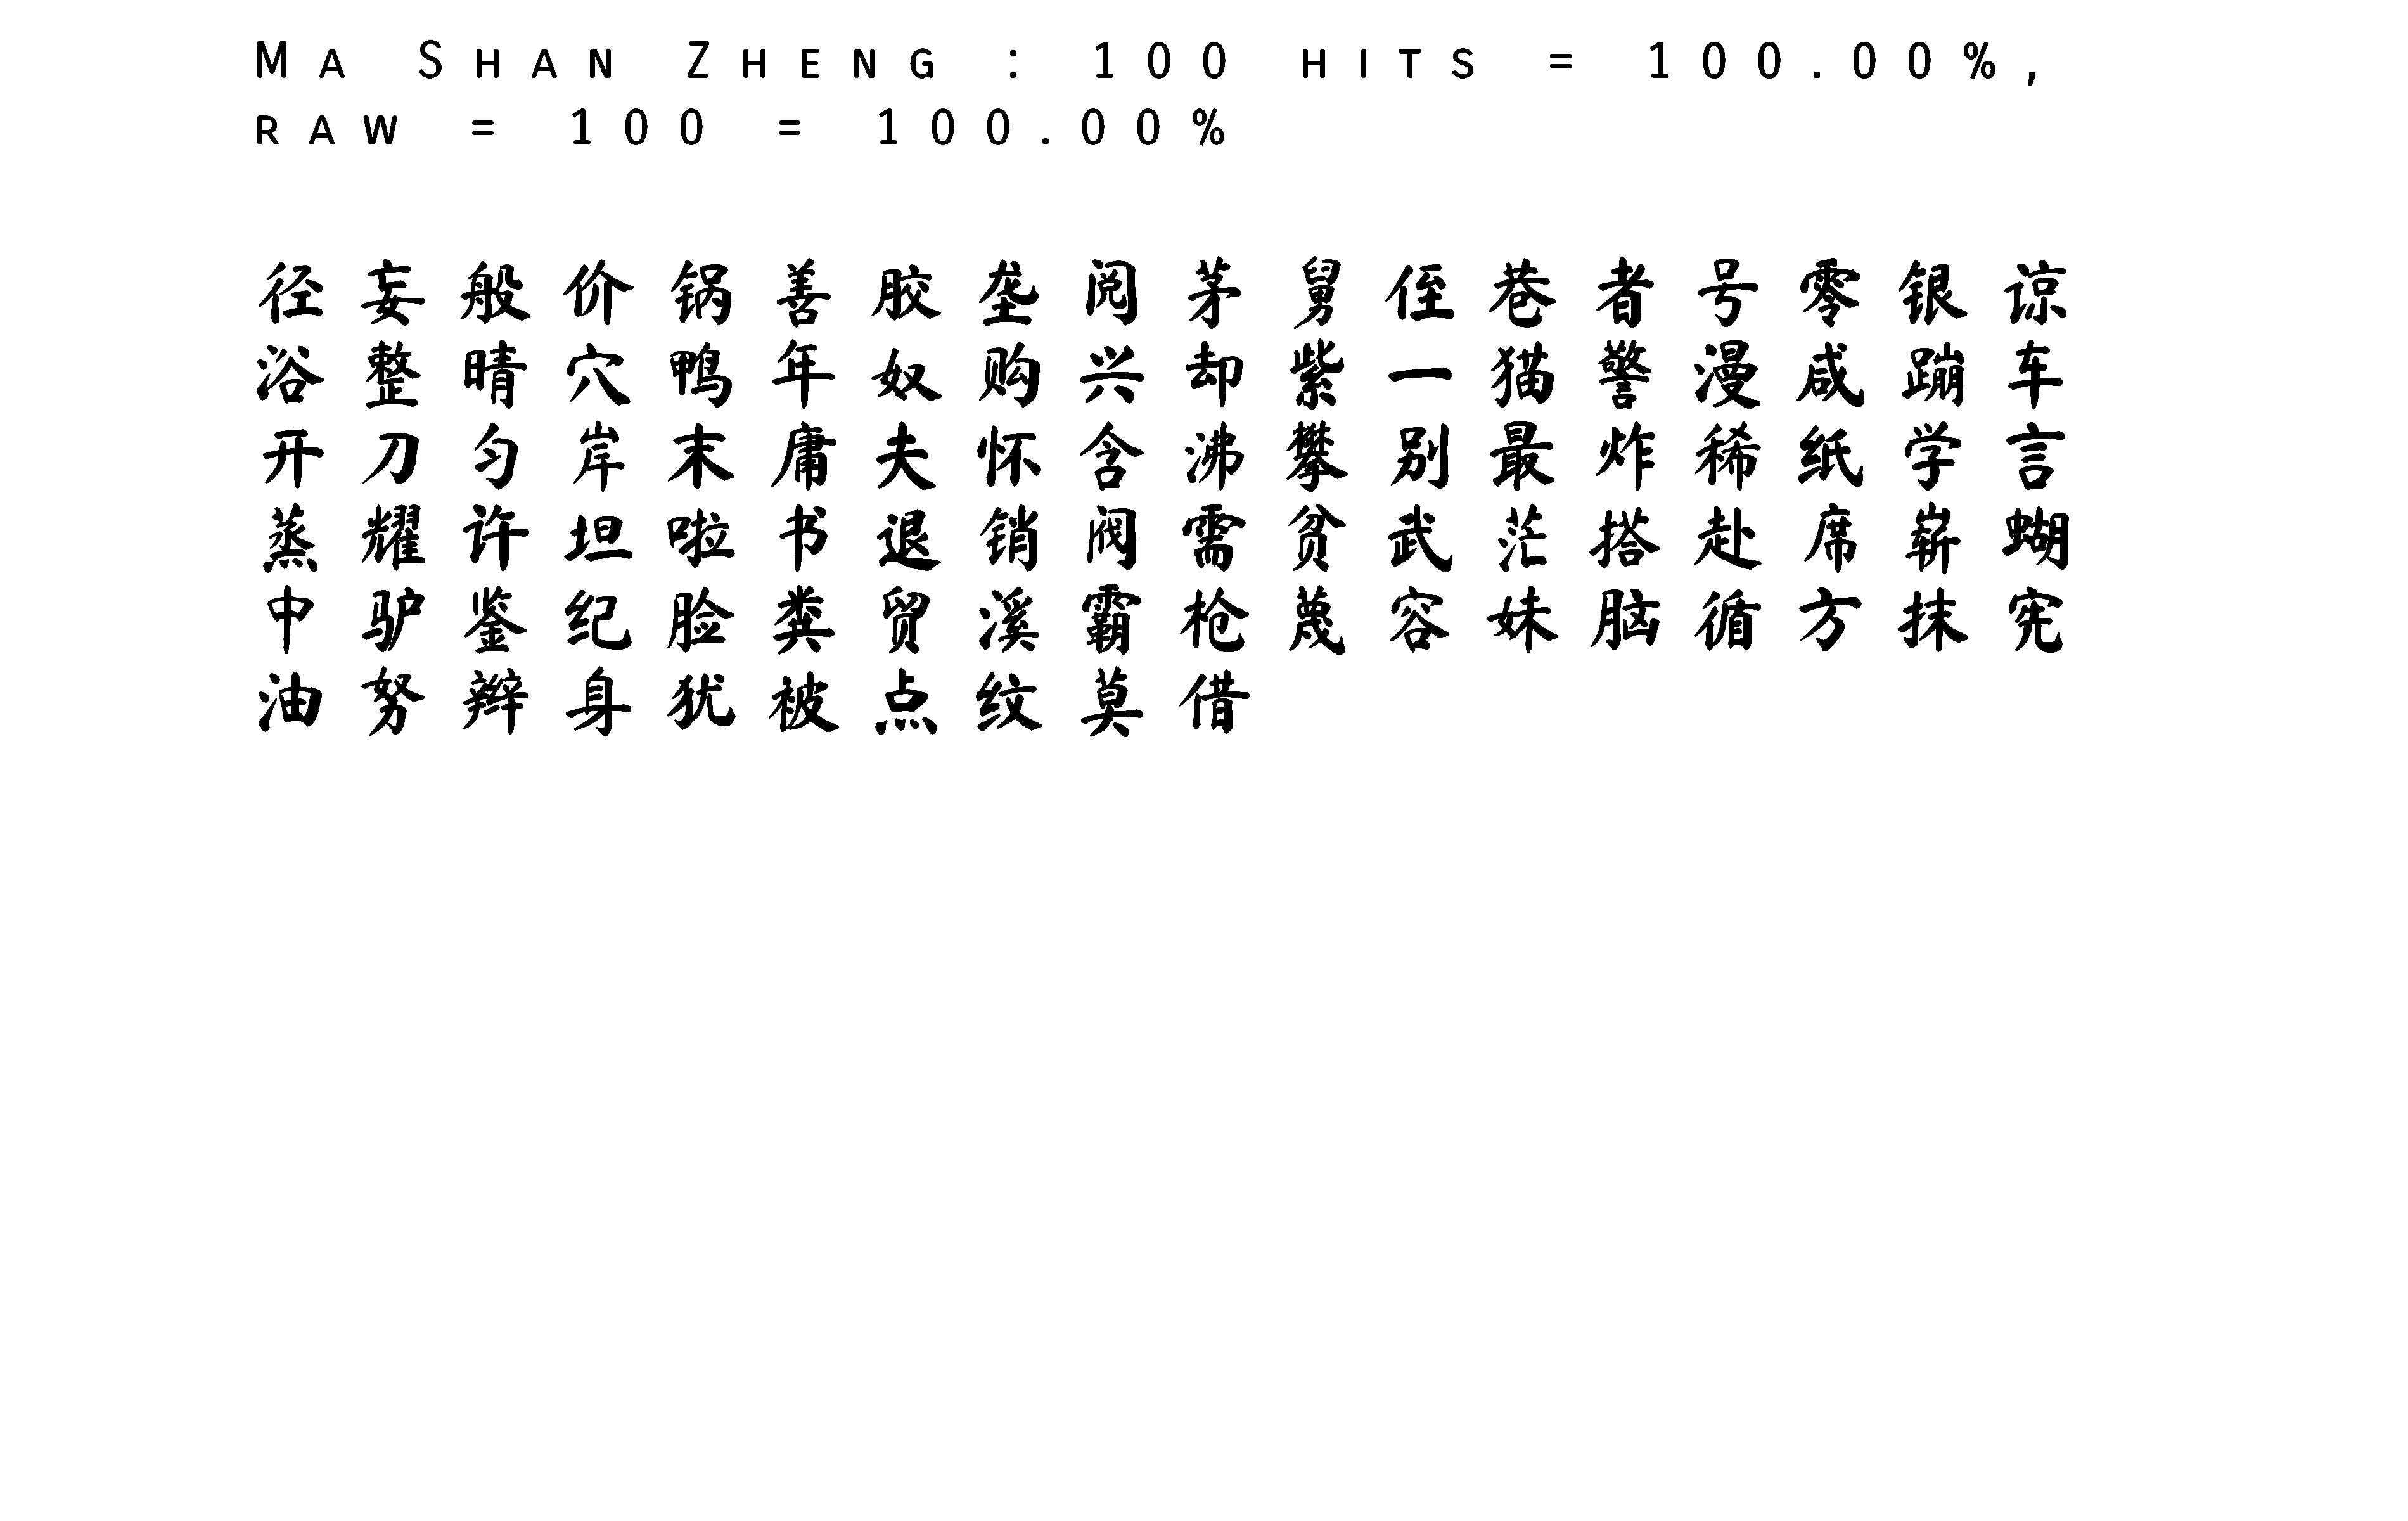 Ma Shan Zheng : 100 hits = 100.00%,
raw = 100 = 100.00%
径妄般价锅善胶垄阅茅舅侄巷者号零银谅
浴整晴穴鸭年奴购兴却紫一猫警漫咸蹦车
开刀匀岸末庸夫怀含沸攀别最炸稀纸学言
蒸耀许坦啦书退销阀需贫武茫搭赴席崭蝴
中驴鉴纪脸粪贸溪霸枪蔑容妹脑循方抹宪
油努辫身犹被点纹莫借